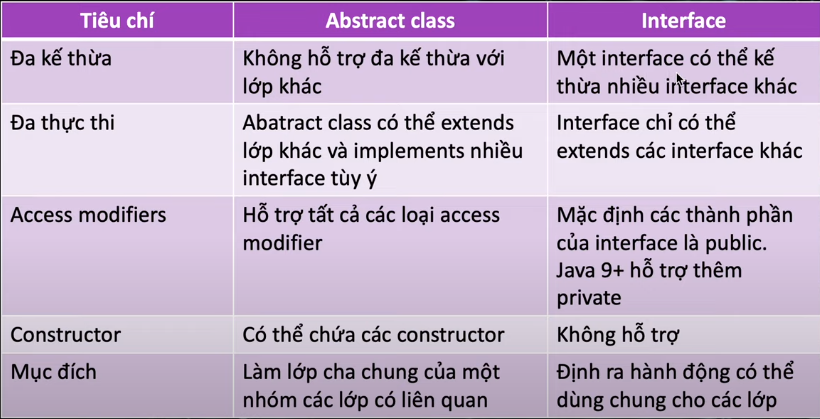 Tiêu chí
Abstract class
Interface
Đa kế thừa
Không hỗ trợ đa kế thừa với
lớp khác
Một interface có thể kế
thừa nhiều interface khác
Đa thực thi
Abatract class có thể extends
lớp khác và implements nhiều
interface tùy ý
Interface chỉ có thể
extends các interface khác
Access modifiers
Hỗ trợ tất cả các loại access
modifier
Mặc định các thành phần
của interface là public.
Java 9+ hỗ trợ thêm
private
Constructor
Có thể chứa các constructor
Không hỗ trợ
Mục đích
Làm lớp cha chung của một
nhóm các lớp có liên quan
Định ra hành động có thể
dùng chung cho các lớp